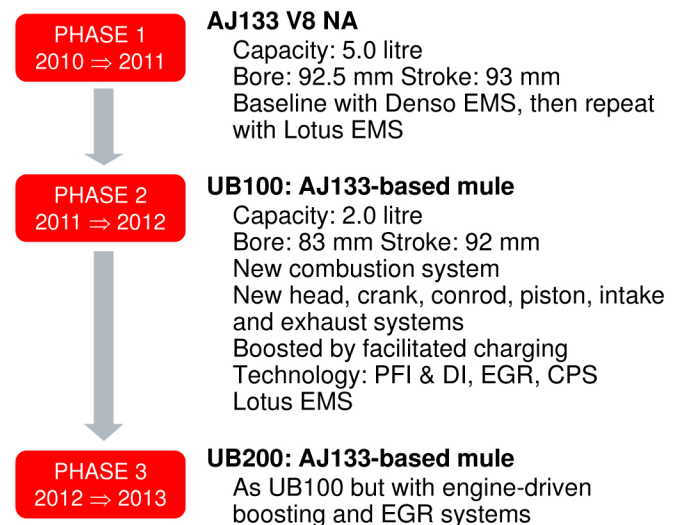 PHASE 1
2010 ⇒ 2011
AJ133 V8 NA
Capacity: 5.0 litre
Bore: 92.5 mm Stroke: 93 mm
Baseline with Denso EMS, then repeat
with Lotus EMS
PHASE 2
2011 ⇒ 2012
UB100: AJ133-based mule
Capacity: 2.0 litre
Bore: 83 mm Stroke: 92 mm
New combustion system
New head, crank, conrod, piston, intake
and exhaust systems
Boosted by facilitated charging
Technology: PFI & DI, EGR, CPS
Lotus EMS
PHASE 3
2012 ⇒ 2013
UB200: AJ133-based mule
As UB100 but with engine-driven
boosting and EGR systems